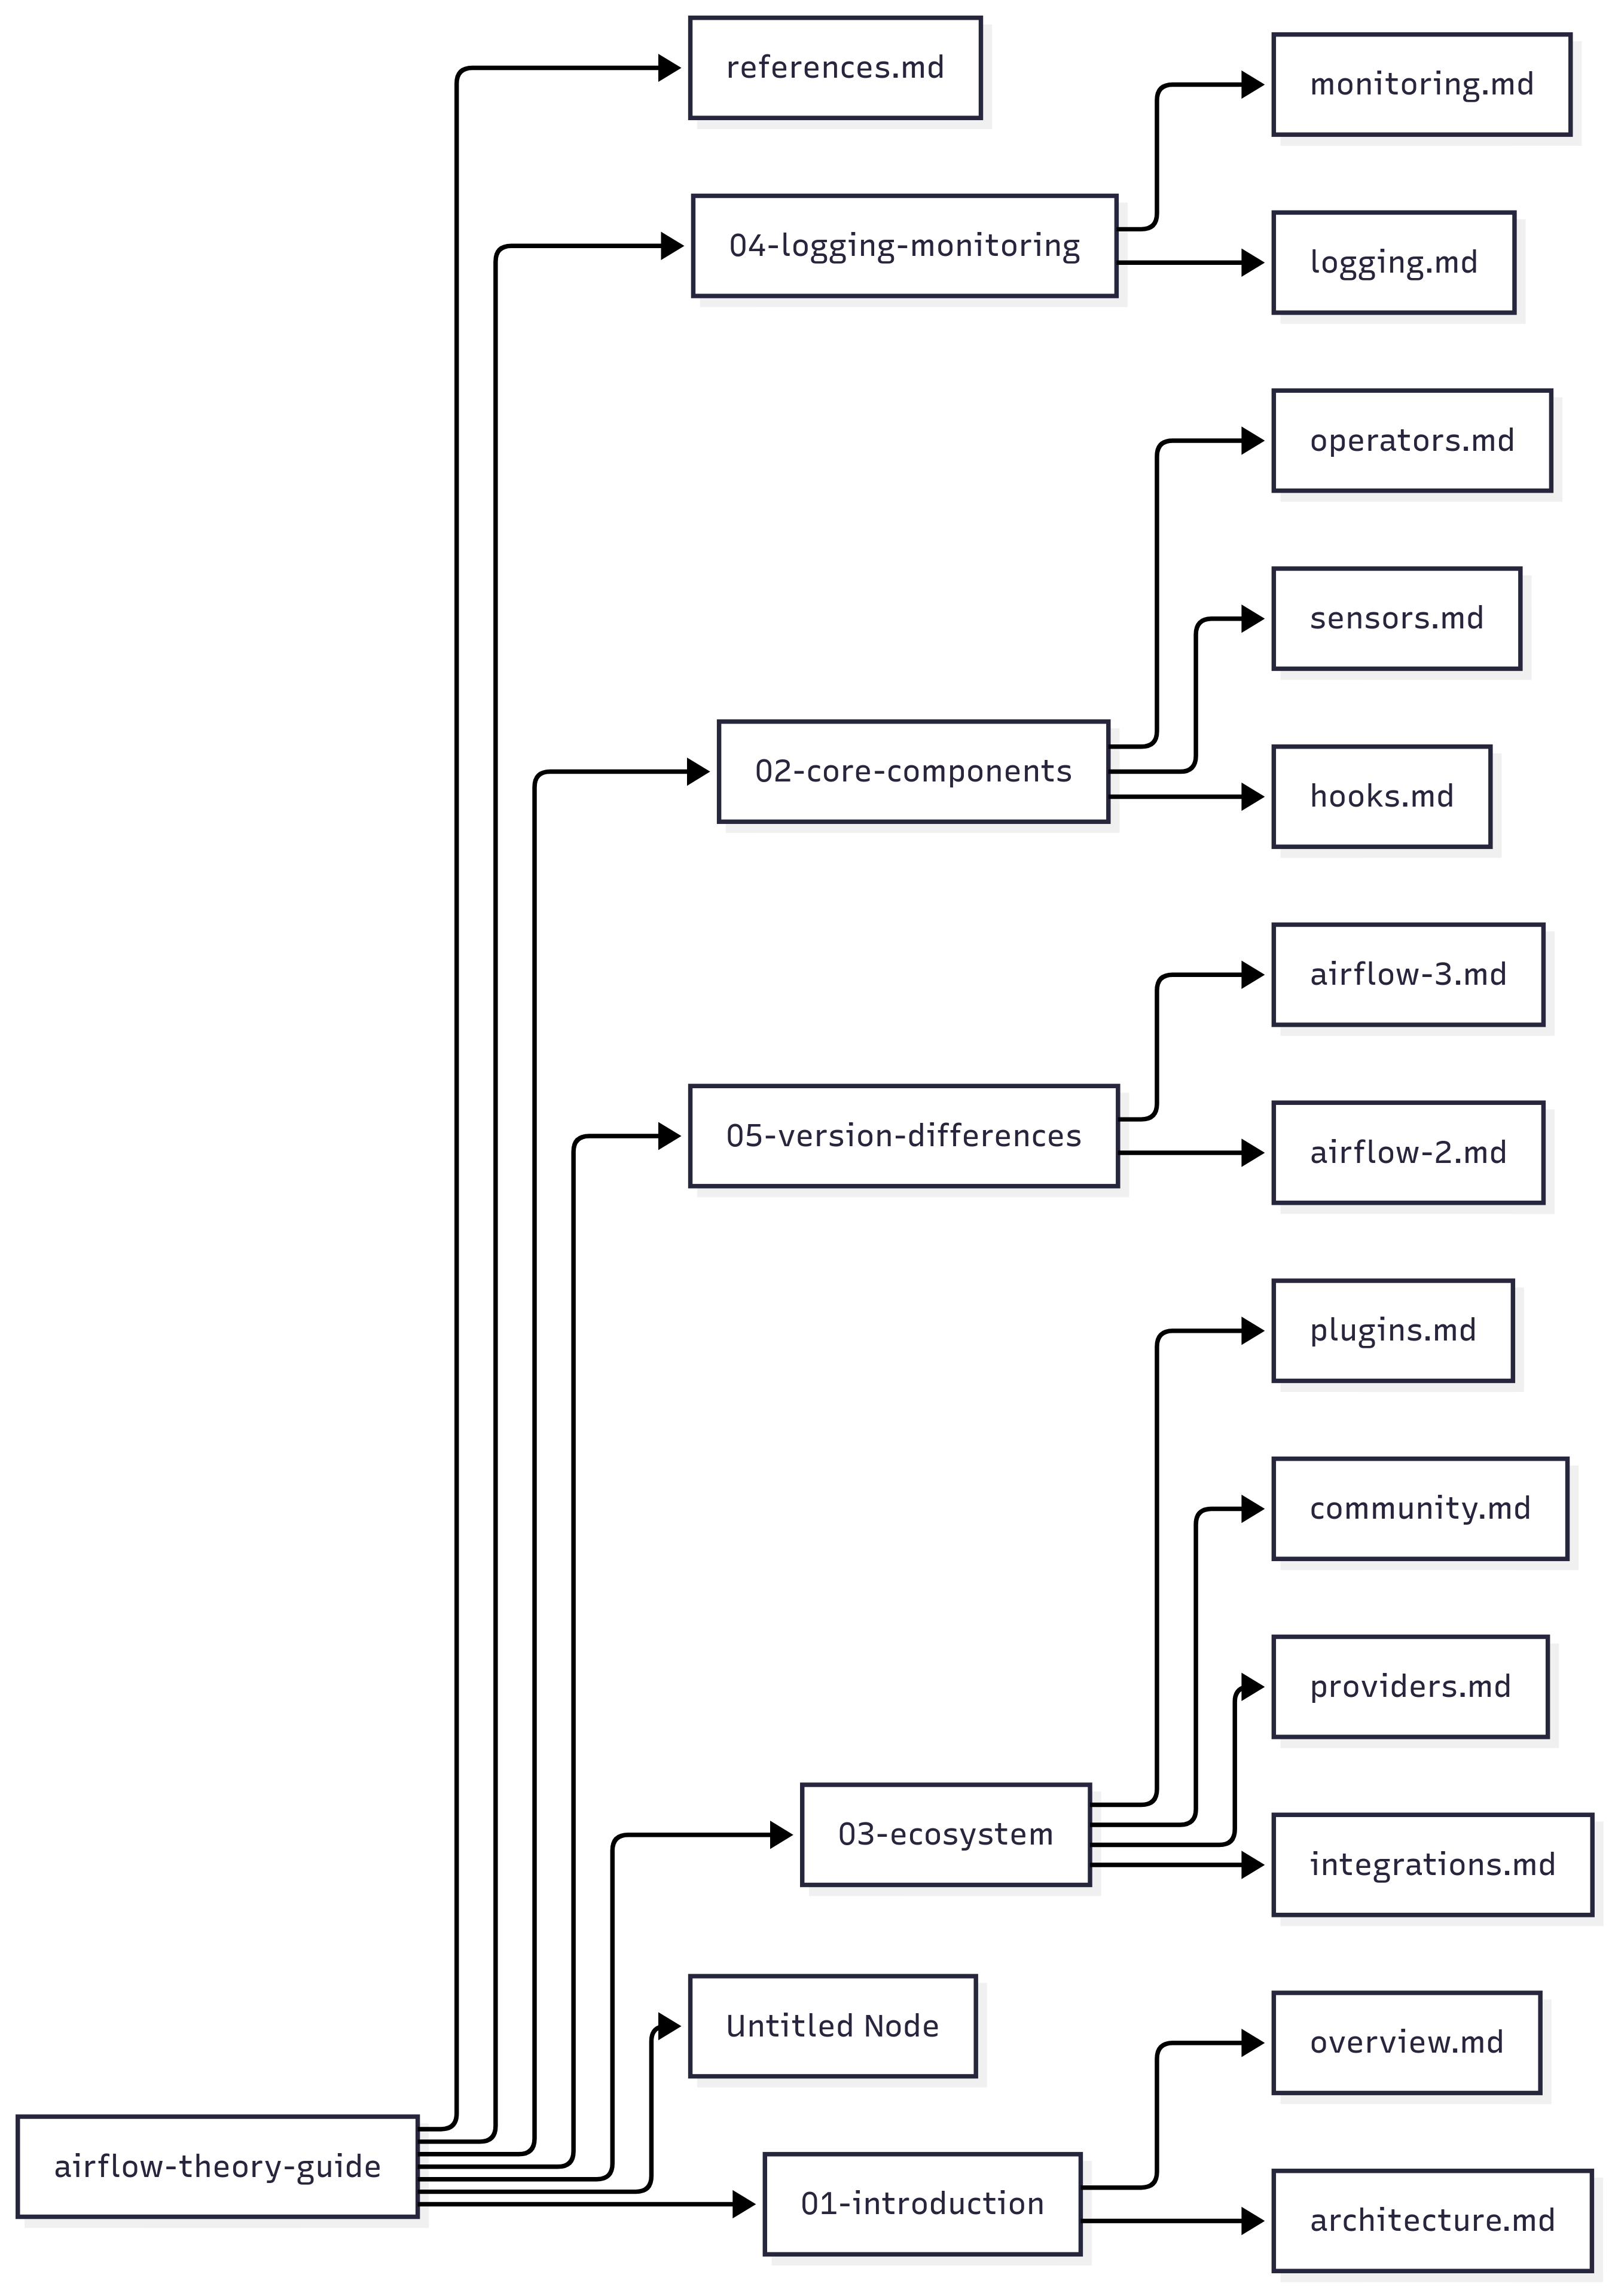 references.md
monitoring.md
04-logging-monitoring
logging.md
operators.md
sensors.md
02-core-components
hooks.md
airflow-3.md
05-version-differences
airflow-2.md
plugins.md
community.md
providers.md
03-ecosystem
integrations.md
Untitled Node
overview.md
airflow-theory-guide
01-introduction
architecture.md